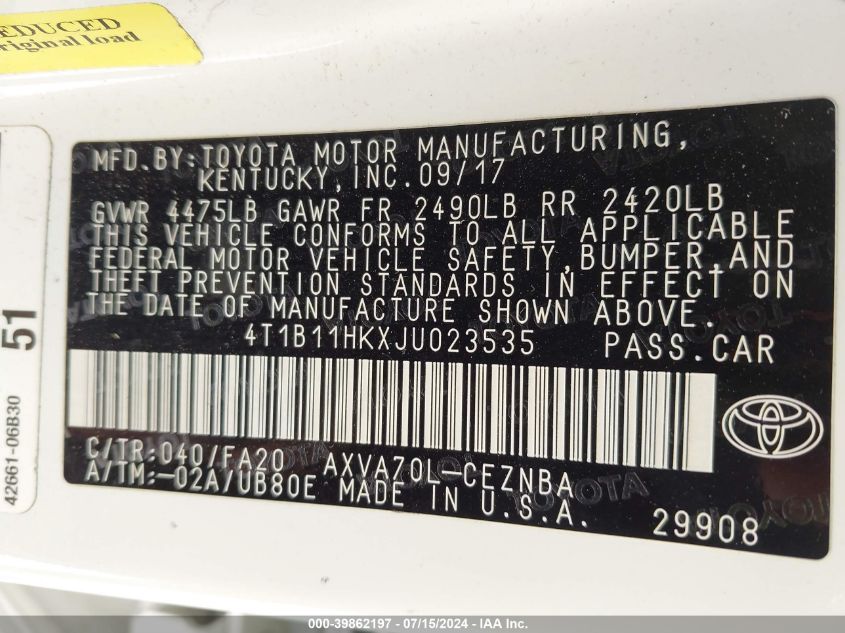 EDUCED
original load
51
42661-06B30
MFD.BY:TOYOTA MOTOR MANUFACTURING,
KENTUCKY,INC.09/17
GVWR 4475LB GAWR FR 2490LB RR 2420LB
THIS VEHICLE CONFORMS TO ALL APPLICABLE
FEDERAL MOTOR VEHICLE SAFETY,BUMPER,AND
THEFT PREVENTION STANDARDS IN EFFECT ON
THE DATE OF MANUFACTURE SHOWN ABOVE.
4T1B11HKXJU023535 PASS.CAR
C/TR:040/FA20 AXVA70L-CEZNBA
A/TM:-02A/UB80E MADE IN U.S.A.
29908
000-39862197 - 07/15/2024 - IAA Inc.